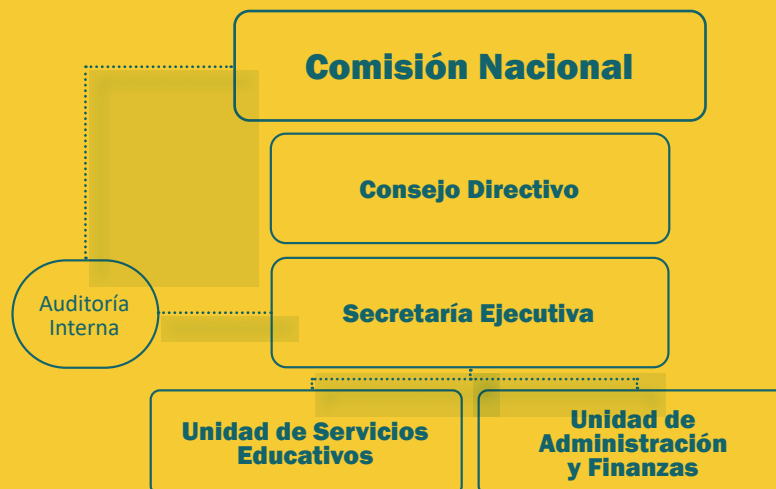 Comisión Nacional
Consejo Directivo
Auditoría
Interna
Secretaría Ejecutiva
Unidad de Servicios
Educativos
Unidad de
Administración
y Finanzas